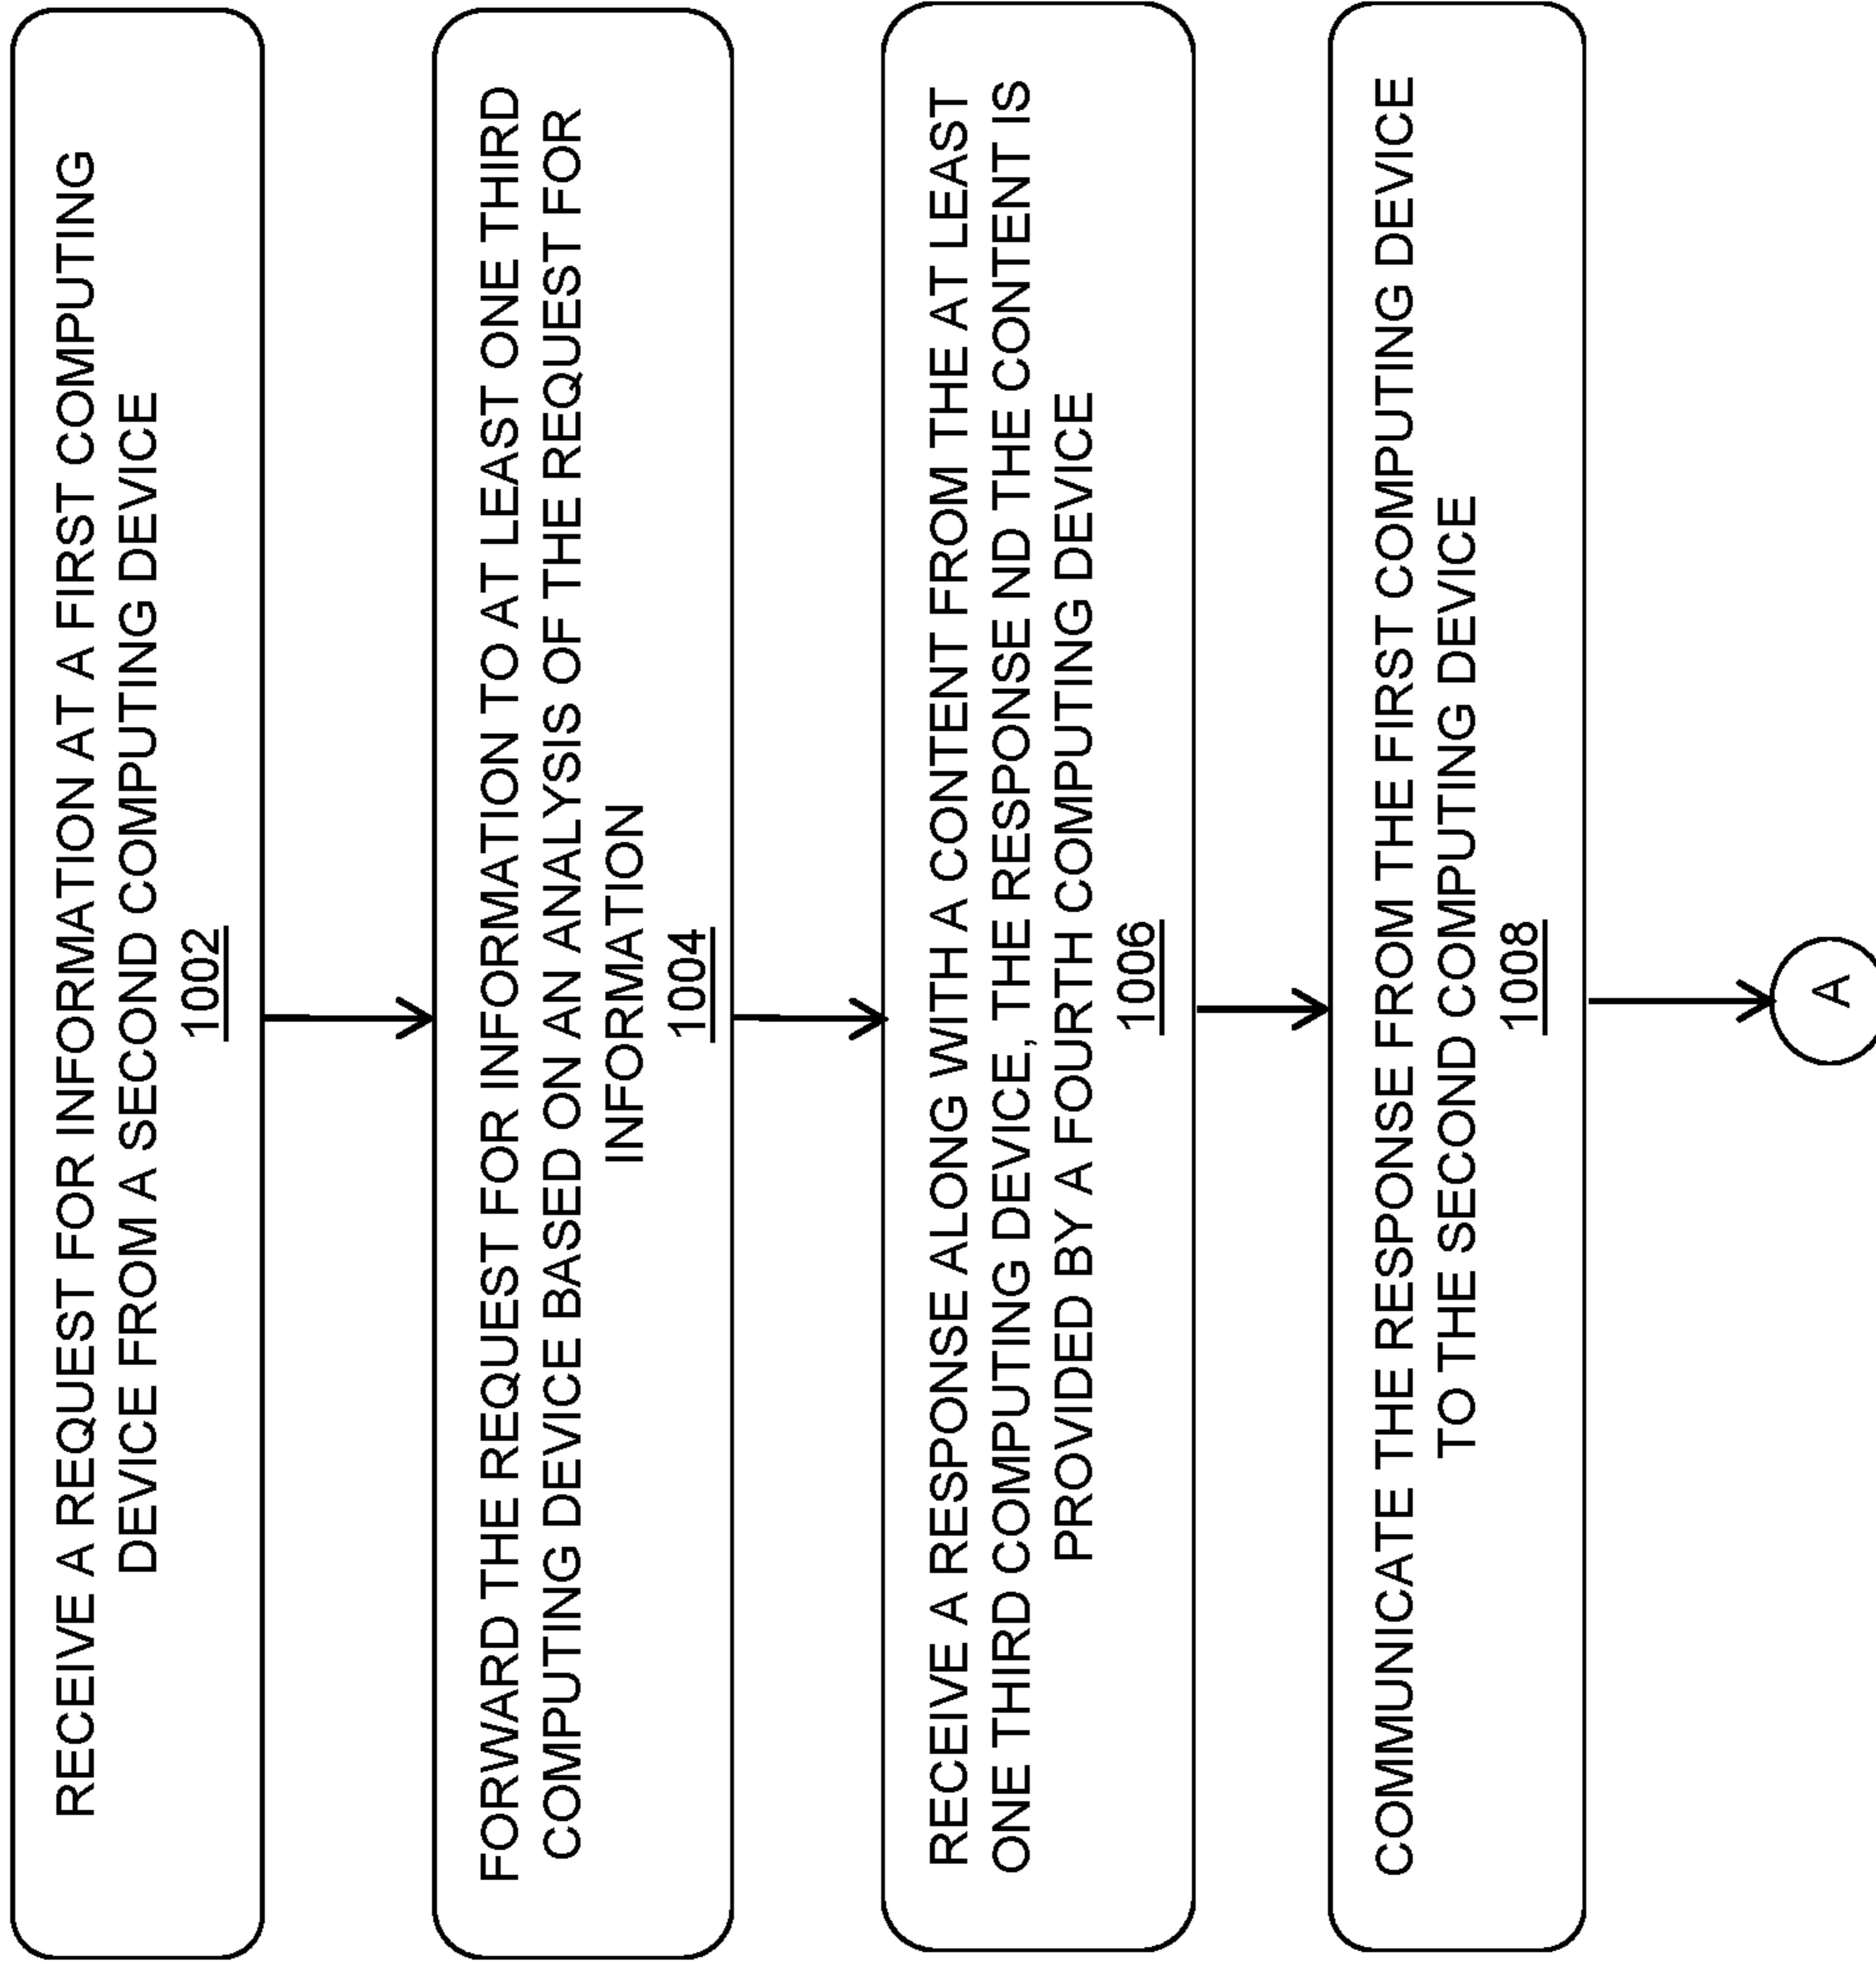 RECEIVE A REQUEST FOR INFORMATION AT A FIRST COMPUTING
DEVICE FROM A SECOND COMPUTING DEVICE
1002
FORWARD THE REQUEST FOR INFORMATION TO AT LEAST ONE THIRD
COMPUTING DEVICE BASED ON AN ANALYSIS OF THE REQUEST FOR
INFORMATION
1004
RECEIVE A RESPONSE ALONG WITH A CONTENT FROM THE AT LEAST
ONE THIRD COMPUTING DEVICE, THE RESPONSE ND THE CONTENT IS
PROVIDED BY A FOURTH COMPUTING DEVICE
1006
COMMUNICATE THE RESPONSE FROM THE FIRST COMPUTING DEVICE
TO THE SECOND COMPUTING DEVICE
1008
A